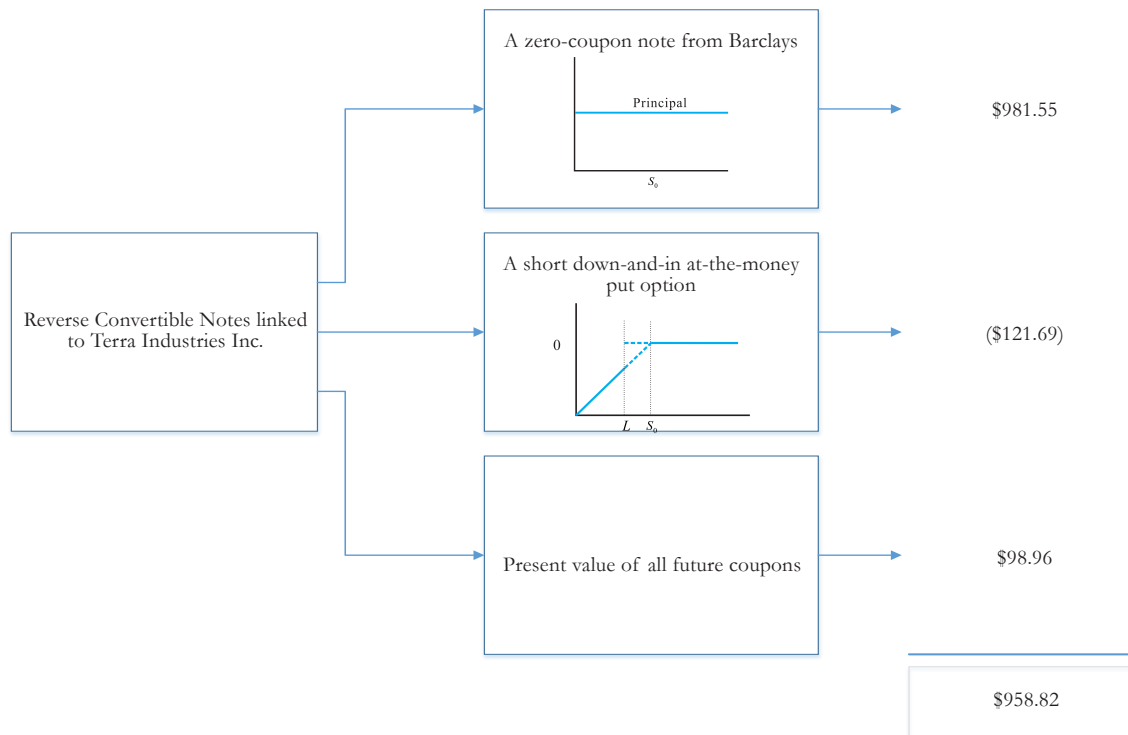 A zero-coupon note from Barclays
Principal
S0
$981.55
Reverse Convertible Notes linked
to Terra Industries Inc.
A short down-and-in at-the-money
put option
0
L S0
($121.69)
Present value of all future coupons
$98.96
$958.82